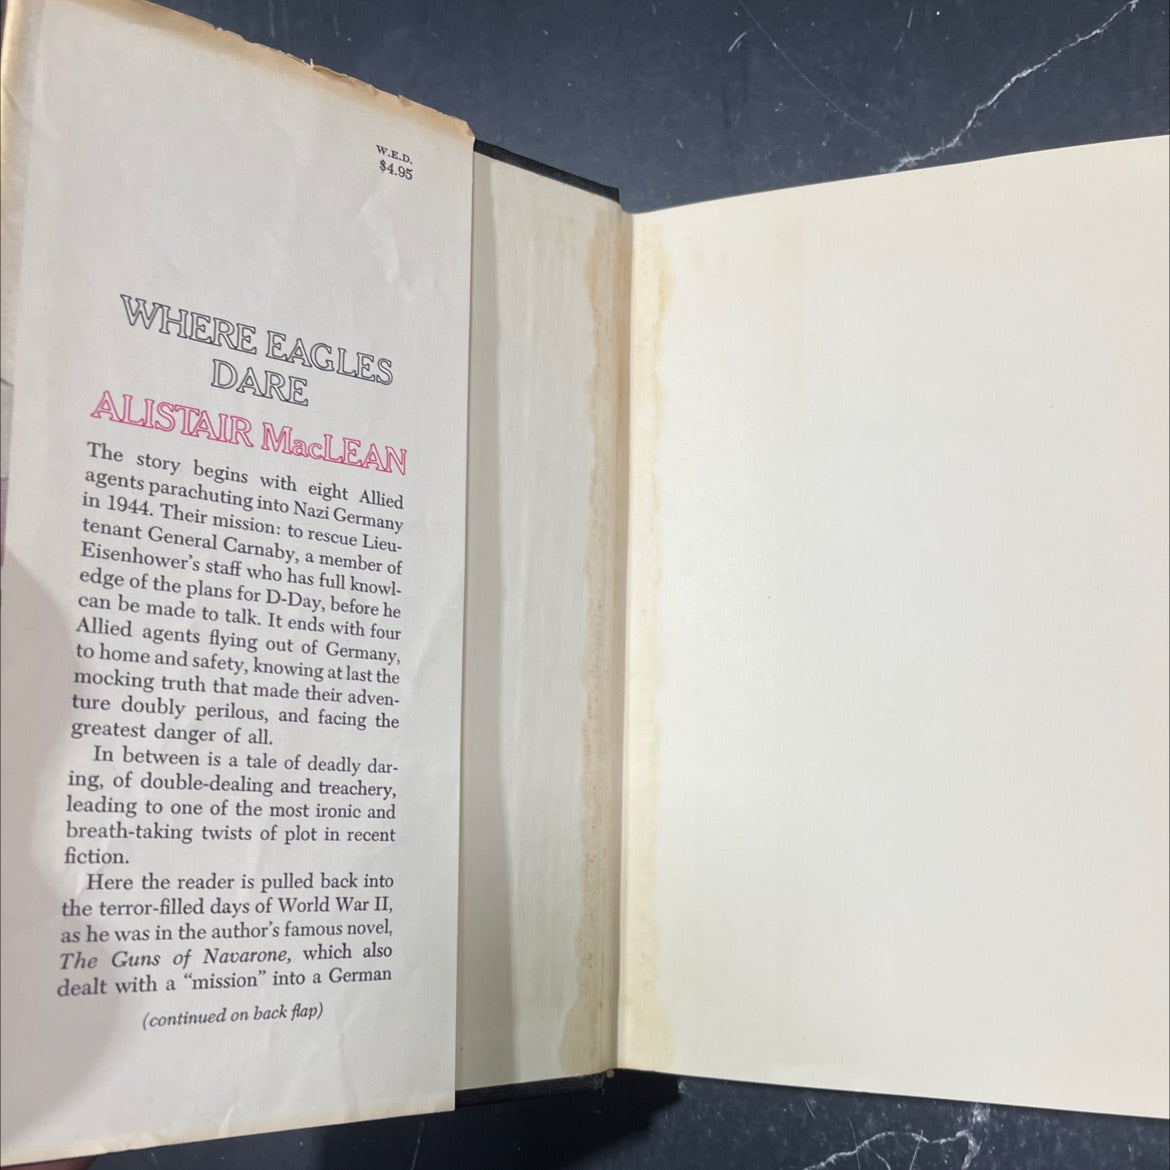 W.E.D.
$4.95
WHERE EAGLES
DARE
ALISTAIR MacLEAN
The story begins with eight Allied
agents parachuting into Nazi Germany
in 1944. Their mission: to rescue Lieu-
tenant General Carnaby, a member of
Eisenhower's staff who has full knowl-
edge of the plans for D-Day, before he
can be made to talk. It ends with four
Allied agents flying out of Germany,
to home and safety, knowing at last the
mocking truth that made their adven-
ture doubly perilous, and facing the
greatest danger of all.
In between is a tale of deadly dar-
ing, of double-dealing and treachery,
leading to one of the most ironic and
breath-taking twists of plot in recent
fiction.
Here the reader is pulled back into
the terror-filled days of World War II,
as he was in the author's famous novel,
The Guns of Navarone, which also
dealt with a “mission” into a German
(continued on back flap)